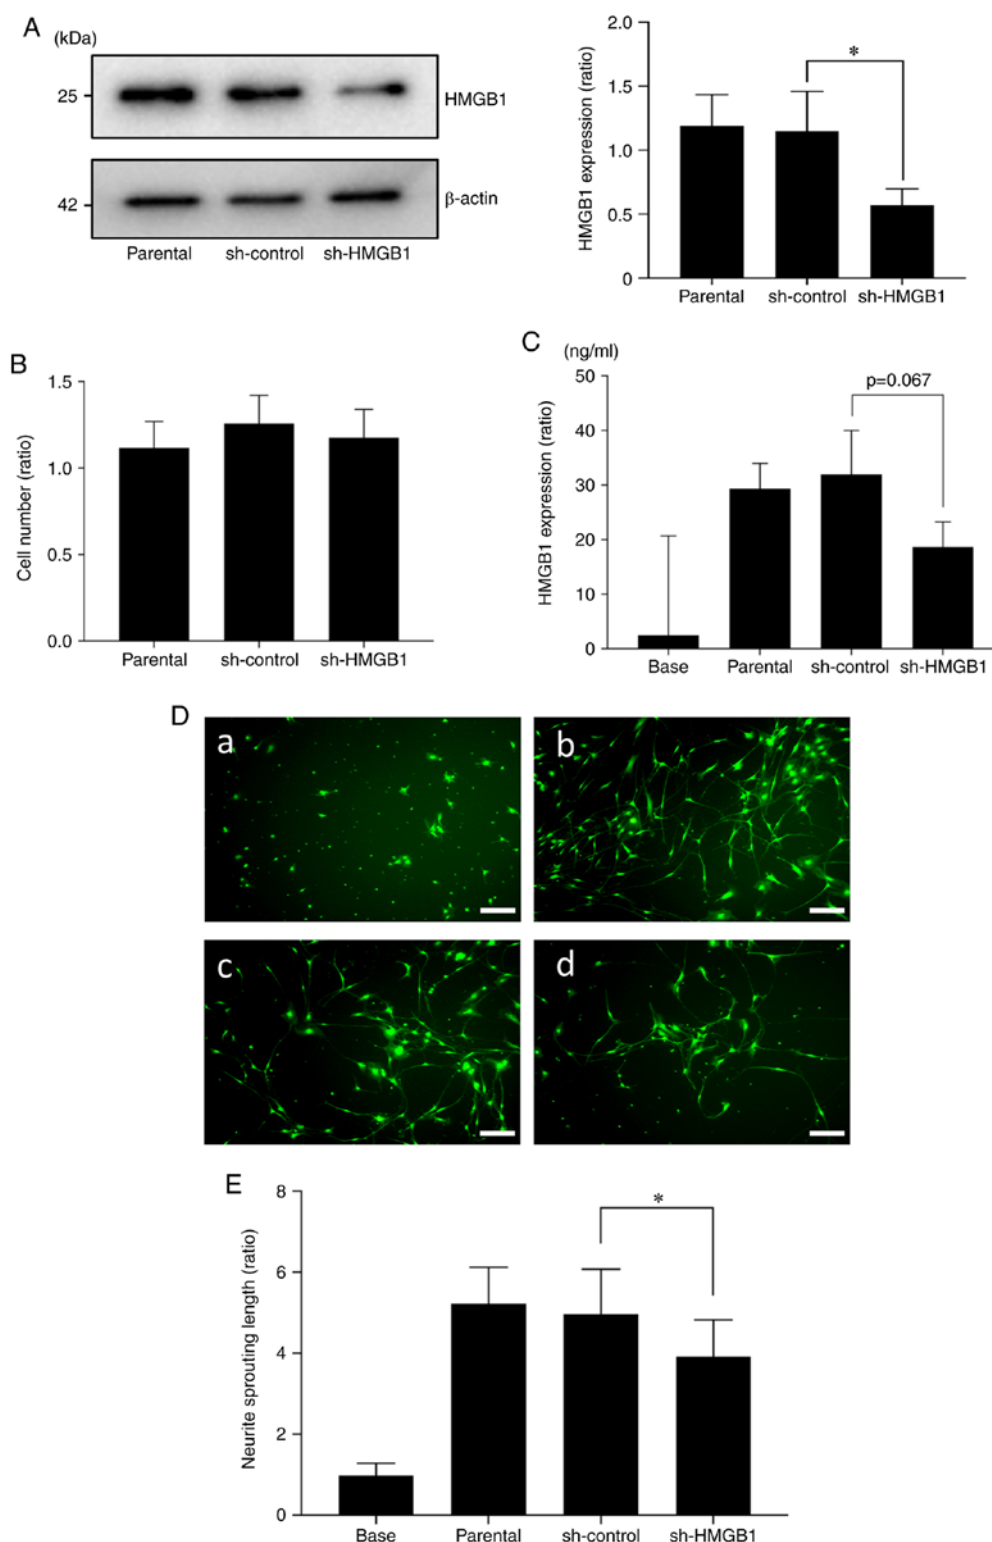 A
(kDa)
25
HMGB1
42
β-actin
Parental sh-control sh-HMGB1
HMGB1 expression (ratio)
2.0
1.5
1.0
0.5
0
*
Parental sh-control sh-HMGB1
B
Cell number (ratio)
1.5
1.0
0.5
0.0
Parental sh-control sh-HMGB1
C
(ng/ml)
HMGB1 expression (ratio)
50
40
30
20
10
0
p=0.067
Base Parental sh-control sh-HMGB1
D
a
b
c
d
E
Neurite sprouting length (ratio)
8
6
4
2
0
*
Base Parental sh-control sh-HMGB1